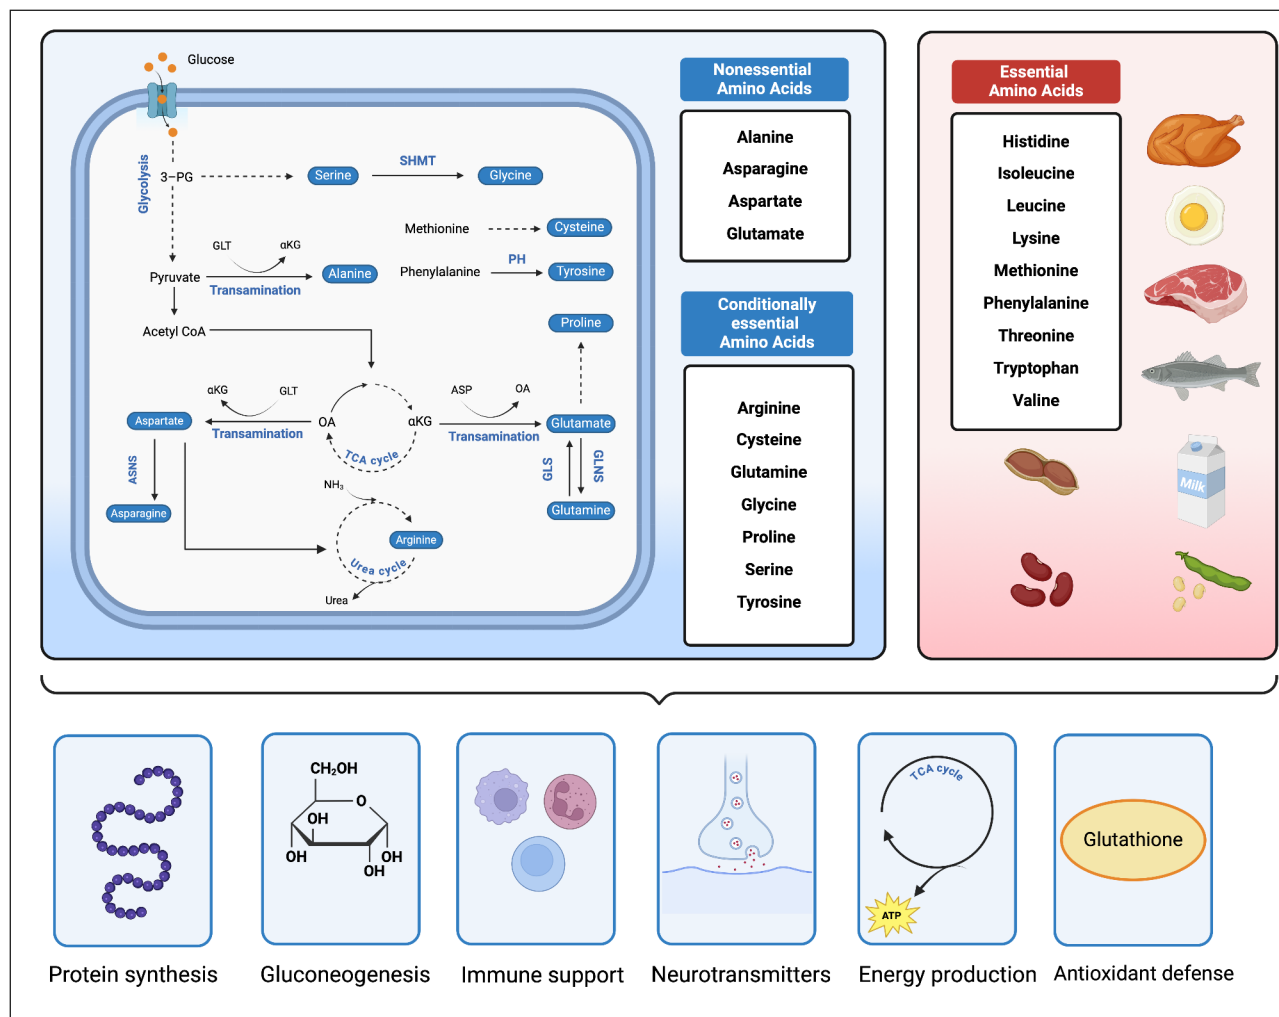 Glucose
Glycolysis
3–PG
Serine
SHMT
Glycine
Methionine
Cysteine
GLT
αKG
Pyruvate
Transamination
Alanine
Phenylalanine
PH
Tyrosine
Acetyl CoA
Proline
αKG
GLT
ASP
OA
Aspartate
Transamination
OA
αKG
Transamination
Glutamate
TCA cycle
ASNS
GLS
GLNS
NH₃
Asparagine
Glutamine
Arginine
Urea cycle
Urea
Nonessential
Amino Acids
Alanine
Asparagine
Aspartate
Glutamate
Conditionally
essential
Amino Acids
Arginine
Cysteine
Glutamine
Glycine
Proline
Serine
Tyrosine
Essential
Amino Acids
Histidine
Isoleucine
Leucine
Lysine
Methionine
Phenylalanine
Threonine
Tryptophan
Valine
Milk
CH₂OH
O
OH
OH
OH
OH
TCA cycle
ATP
Glutathione
Protein synthesis
Gluconeogenesis
Immune support
Neurotransmitters
Energy production
Antioxidant defense